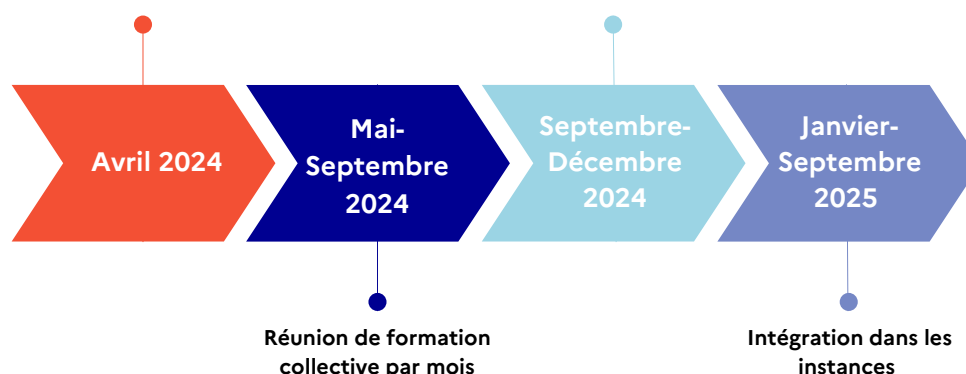 Avril 2024
Mai-
Septembre
2024
Septembre-
Décembre
2024
Janvier-
Septembre
2025
Réunion de formation
collective par mois
Intégration dans les
instances